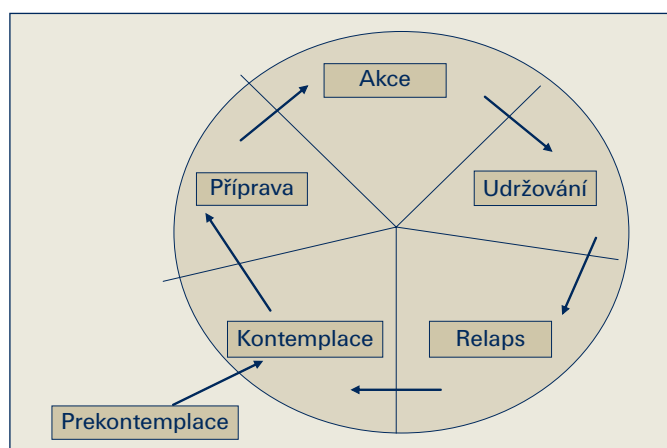 Akce
Příprava
Udržování
Kontemplace
Relaps
Prekontemplace